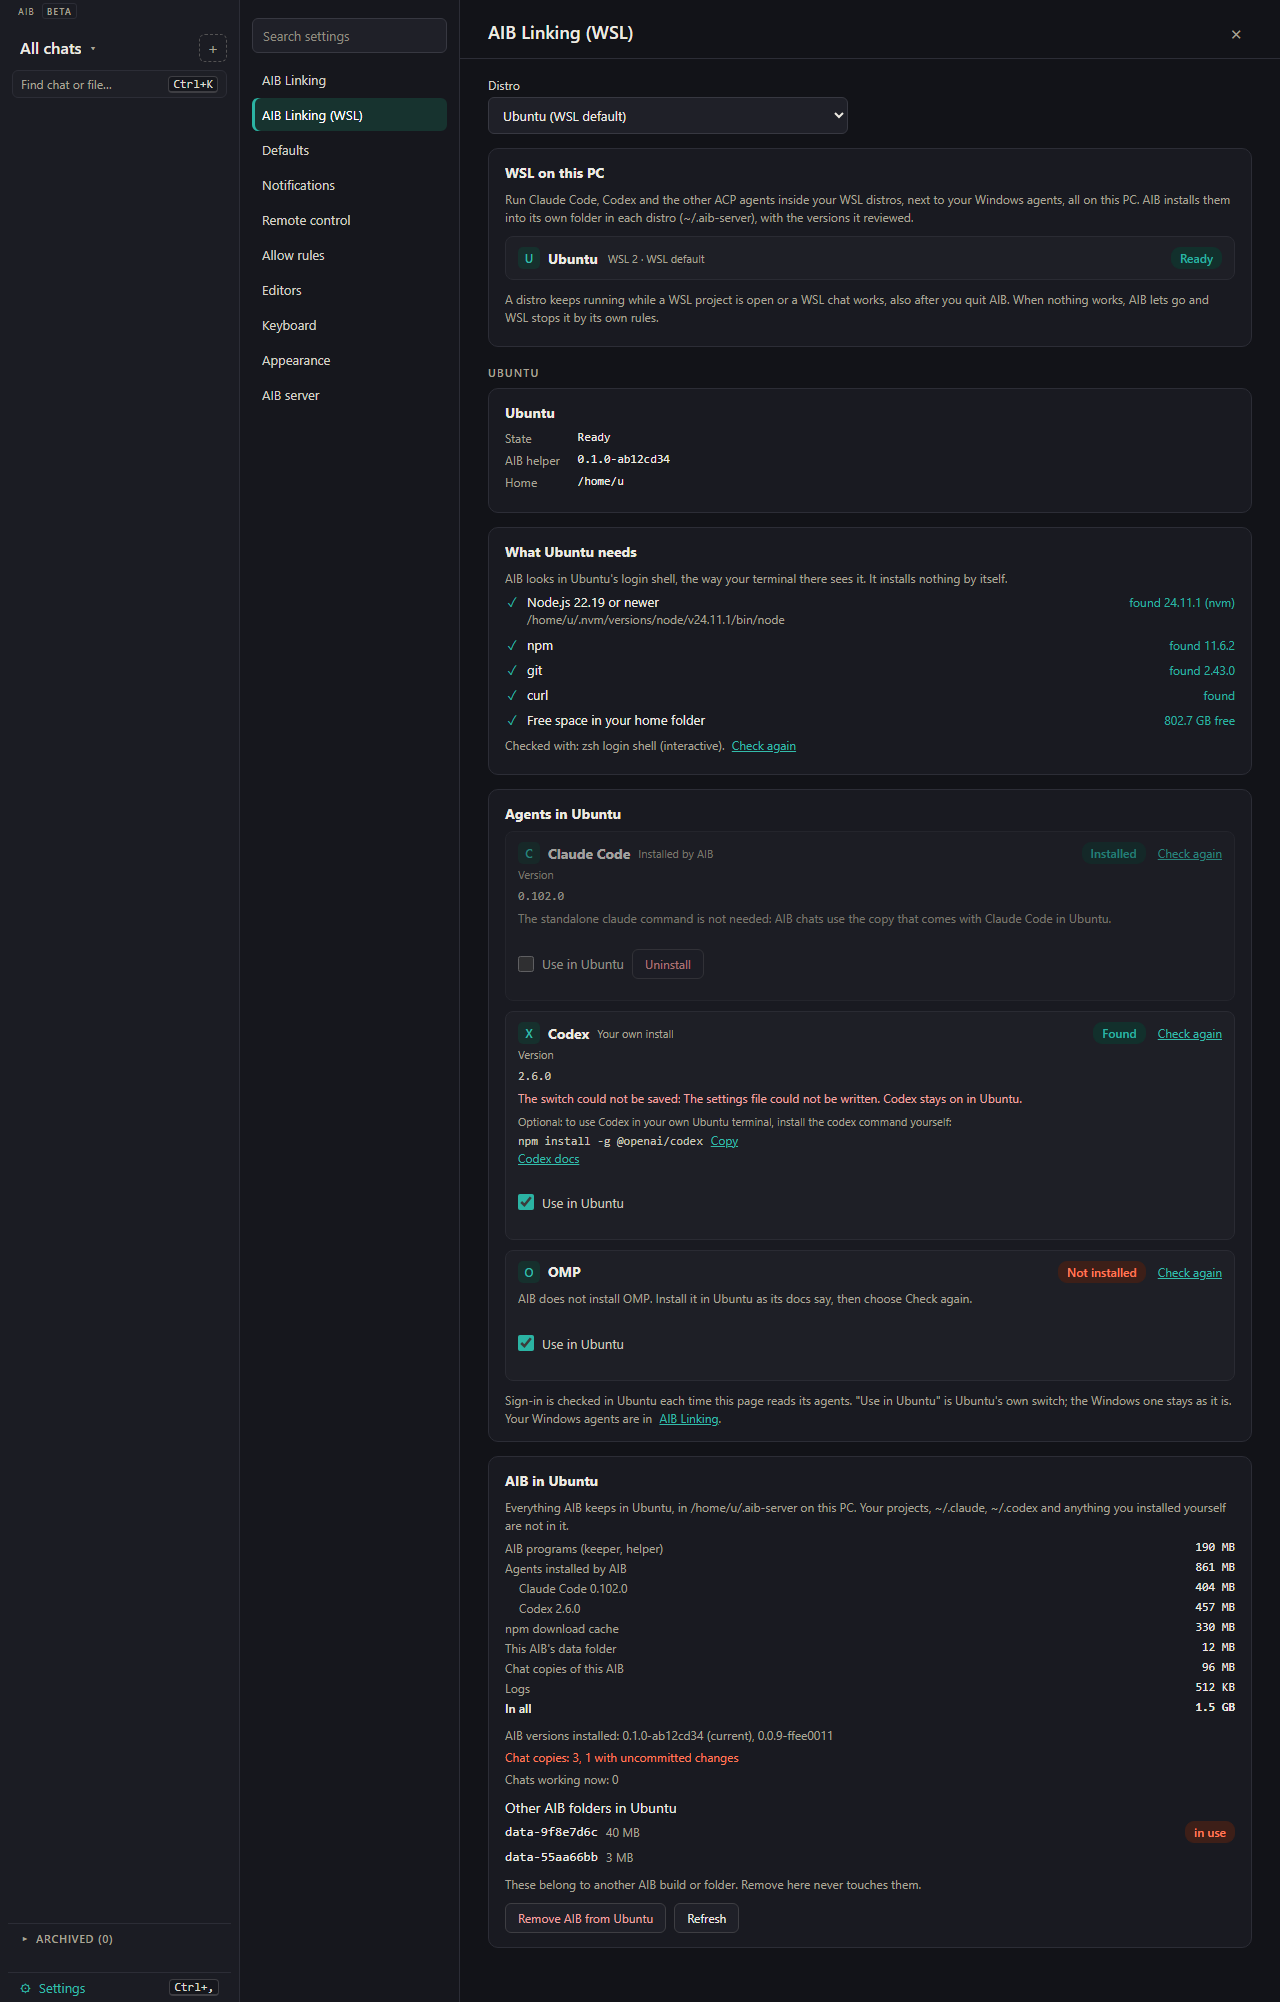 AIB BETA
All chats
+
Find chat or file... Ctrl+K
ARCHIVED (0)
Settings Ctrl+,
Search settings
AIB Linking
AIB Linking (WSL)
Defaults
Notifications
Remote control
Allow rules
Editors
Keyboard
Appearance
AIB server
AIB Linking (WSL)
×
Distro
Ubuntu (WSL default)
WSL on this PC
Run Claude Code, Codex and the other ACP agents inside your WSL distros, next to your Windows agents, all on this PC. AIB installs them
into its own folder in each distro (~/.aib-server), with the versions it reviewed.
U Ubuntu WSL 2 · WSL default Ready
A distro keeps running while a WSL project is open or a WSL chat works, also after you quit AIB. When nothing works, AIB lets go and
WSL stops it by its own rules.
UBUNTU
Ubuntu
State Ready
AIB helper 0.1.0-ab12cd34
Home /home/u
What Ubuntu needs
AIB looks in Ubuntu's login shell, the way your terminal there sees it. It installs nothing by itself.
✓ Node.js 22.19 or newer found 24.11.1 (nvm)
/home/u/.nvm/versions/node/v24.11.1/bin/node
✓ npm found 11.6.2
✓ git found 2.43.0
✓ curl found
✓ Free space in your home folder 802.7 GB free
Checked with: zsh login shell (interactive). Check again
Agents in Ubuntu
C Claude Code Installed by AIB Installed Check again
Version
0.102.0
The standalone claude command is not needed: AIB chats use the copy that comes with Claude Code in Ubuntu.
Use in Ubuntu Uninstall
X Codex Your own install Found Check again
Version
2.6.0
The switch could not be saved: The settings file could not be written. Codex stays on in Ubuntu.
Optional: to use Codex in your own Ubuntu terminal, install the codex command yourself:
npm install -g @openai/codex Copy
Codex docs
Use in Ubuntu
O OMP Not installed Check again
AIB does not install OMP. Install it in Ubuntu as its docs say, then choose Check again.
Use in Ubuntu
Sign-in is checked in Ubuntu each time this page reads its agents. "Use in Ubuntu" is Ubuntu's own switch; the Windows one stays as it is.
Your Windows agents are in AIB Linking.
AIB in Ubuntu
Everything AIB keeps in Ubuntu, in /home/u/.aib-server on this PC. Your projects, ~/.claude, ~/.codex and anything you installed yourself
are not in it.
AIB programs (keeper, helper) 190 MB
Agents installed by AIB 861 MB
Claude Code 0.102.0 404 MB
Codex 2.6.0 457 MB
npm download cache 330 MB
This AIB's data folder 12 MB
Chat copies of this AIB 96 MB
Logs 512 KB
In all 1.5 GB
AIB versions installed: 0.1.0-ab12cd34 (current), 0.0.9-ffee0011
Chat copies: 3, 1 with uncommitted changes
Chats working now: 0
Other AIB folders in Ubuntu
data-9f8e7d6c 40 MB in use
data-55aa66bb 3 MB
These belong to another AIB build or folder. Remove here never touches them.
Remove AIB from Ubuntu Refresh